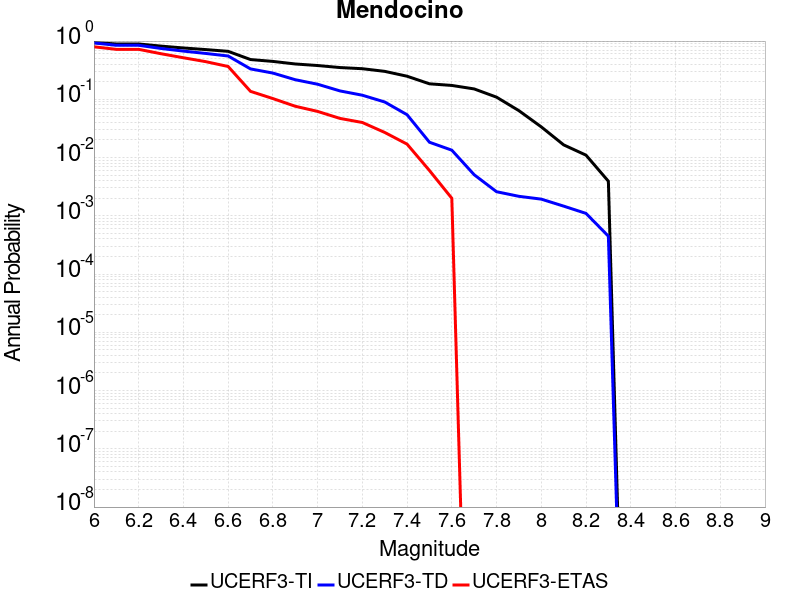 Mendocino
Annual Probability
10^0
10^-1
10^-2
10^-3
10^-4
10^-5
10^-6
10^-7
10^-8
6 6.2 6.4 6.6 6.8 7 7.2 7.4 7.6 7.8 8 8.2 8.4 8.6 8.8 9
Magnitude
UCERF3-TI UCERF3-TD UCERF3-ETAS